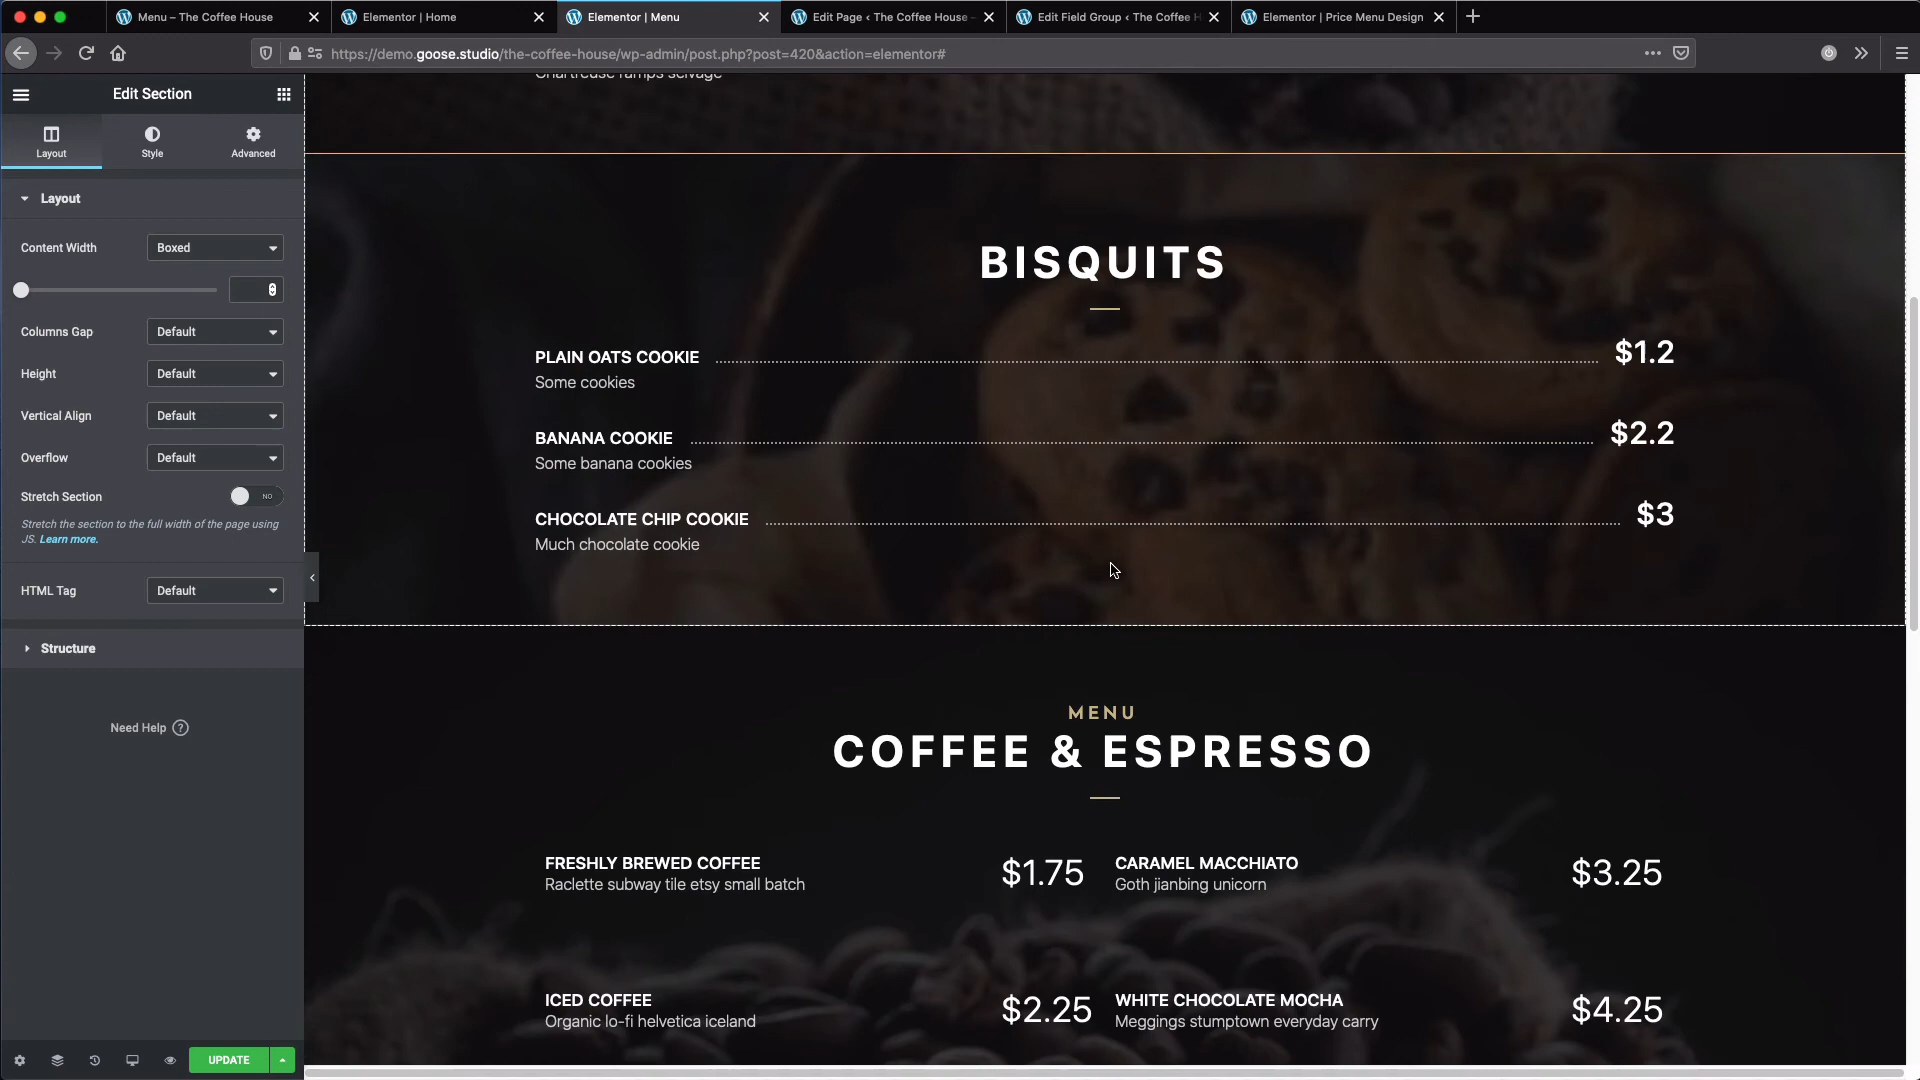 Menu – The Coffee House
Elementor | Home
Elementor | Menu
Edit Page ‹ The Coffee House
Edit Field Group ‹ The Coffee H
Elementor | Price Menu Design
https://demo.goose.studio/the-coffee-house/wp-admin/post.php?post=420&action=elementor#
Edit Section
Layout
Style
Advanced
Layout
Content Width
Boxed
Columns Gap
Default
Height
Default
Vertical Align
Default
Overflow
Default
Stretch Section
NO
Stretch the section to the full width of the page using
JS. Learn more.
HTML Tag
Default
Structure
Need Help ?
UPDATE
Chartreuse ramps selvage
BISQUITS
PLAIN OATS COOKIE $1.2
Some cookies
BANANA COOKIE $2.2
Some banana cookies
CHOCOLATE CHIP COOKIE $3
Much chocolate cookie
MENU
COFFEE & ESPRESSO
FRESHLY BREWED COFFEE $1.75
Raclette subway tile etsy small batch
CARAMEL MACCHIATO $3.25
Goth jianbing unicorn
ICED COFFEE $2.25
Organic lo-fi helvetica iceland
WHITE CHOCOLATE MOCHA $4.25
Meggings stumptown everyday carry